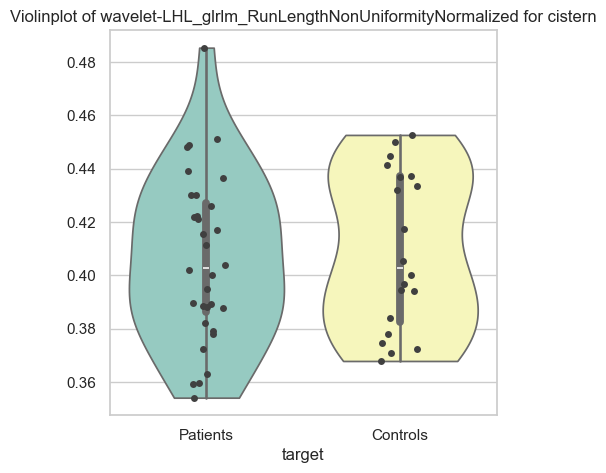 Violinplot of wavelet-LHL_glrlm_RunLengthNonUniformityNormalized for cistern
0.48
0.46
0.44
0.42
0.40
0.38
0.36
Patients
Controls
target